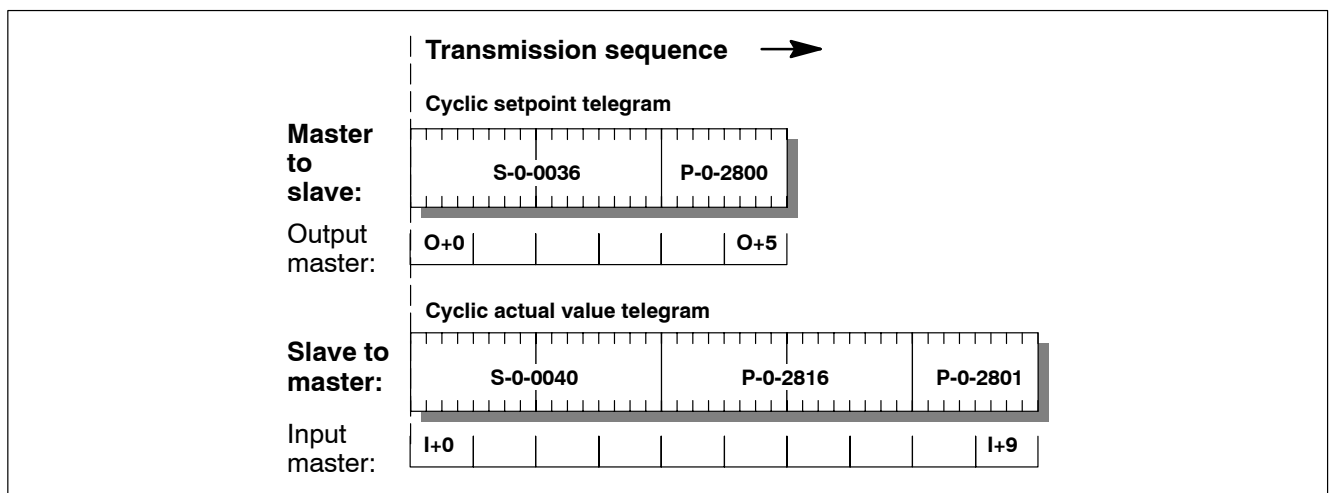 Transmission sequence
Cyclic setpoint telegram
Master
to
slave:
S-0-0036 P-0-2800
Output
master:
O+0 O+5
Cyclic actual value telegram
Slave to
master:
S-0-0040 P-0-2816 P-0-2801
Input
master:
I+0 I+9